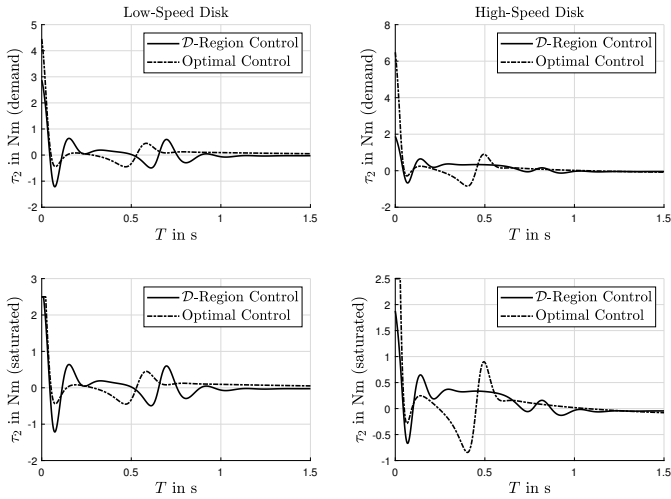 Low-Speed Disk
5
4
3
2
1
0
-1
-2
0
0.5
1
1.5
τ₂ in Nm (demand)
T in s
𝒟-Region Control
Optimal Control
High-Speed Disk
8
6
4
2
0
-2
0
0.5
1
1.5
τ₂ in Nm (demand)
T in s
𝒟-Region Control
Optimal Control
3
2
1
0
-1
-2
0
0.5
1
1.5
τ₂ in Nm (saturated)
T in s
𝒟-Region Control
Optimal Control
2.5
2
1.5
1
0.5
0
-0.5
-1
0
0.5
1
1.5
τ₂ in Nm (saturated)
T in s
𝒟-Region Control
Optimal Control